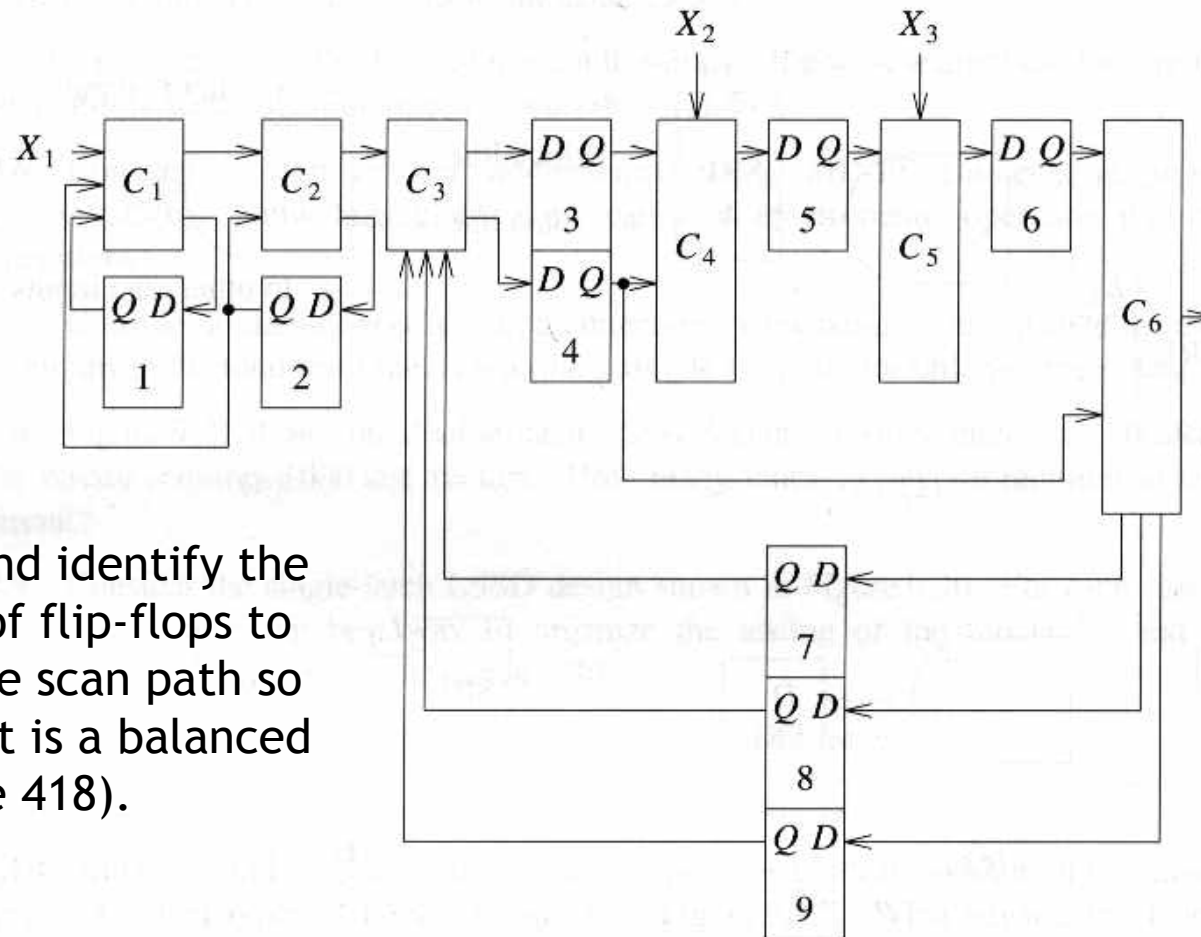 X2 X3
X1 C1 C2 C3 D Q 3 C4 D Q 5 C5 D Q 6 C6
Q D 1 Q D 2 D Q 4
nd identify the
of flip-flops to
e scan path so
t is a balanced
e 418).
Q D 7
Q D 8
Q D 9